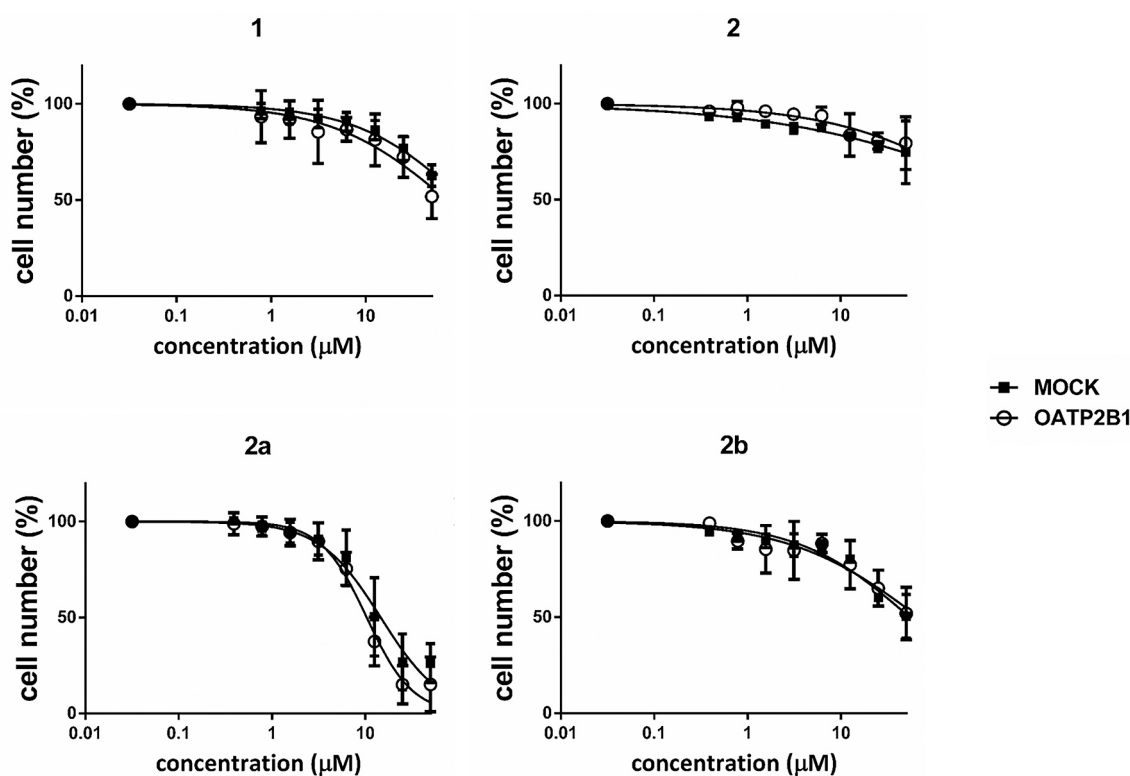 1
cell number (%)
100
50
0
0.01 0.1 1 10
concentration (μM)
2
cell number (%)
100
50
0
0.01 0.1 1 10
concentration (μM)
MOCK
OATP2B1
2a
cell number (%)
100
50
0
0.01 0.1 1 10
concentration (μM)
2b
cell number (%)
100
50
0
0.01 0.1 1 10
concentration (μM)